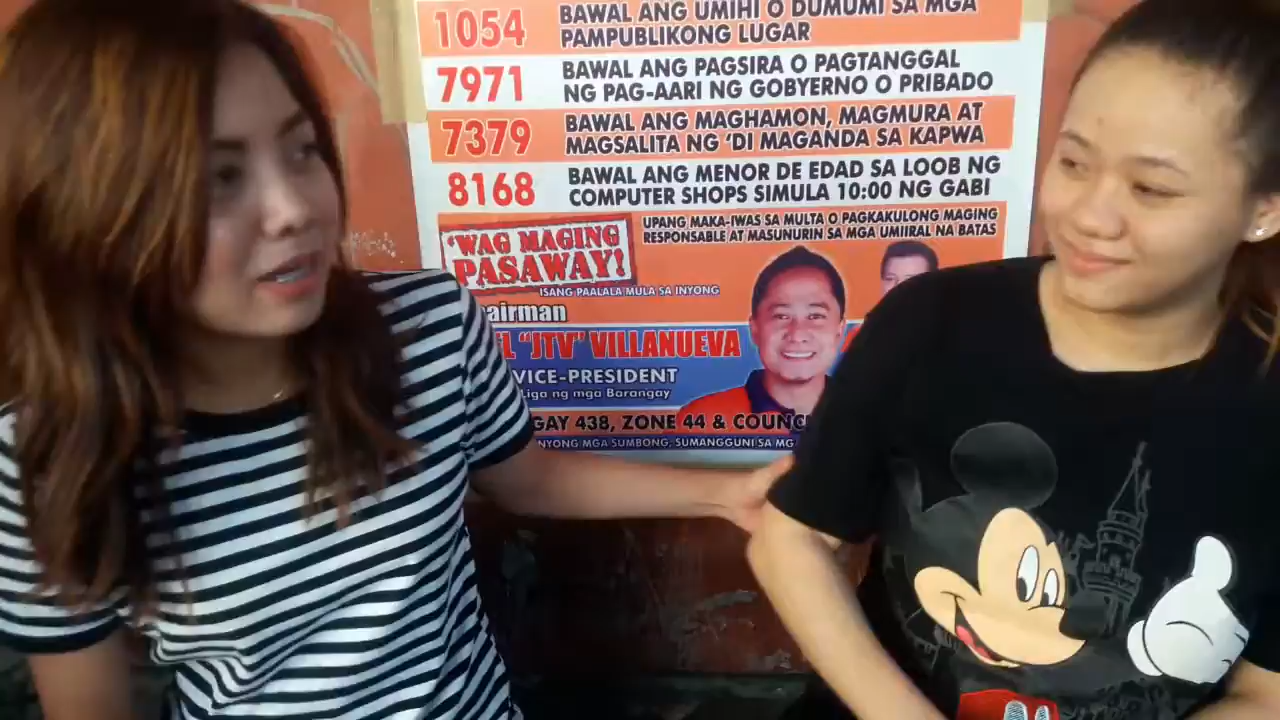 1054 BAWAL ANG UMIHI O DUMUMI SA MGA
PAMPUBLIKONG LUGAR
7971 BAWAL ANG PAGSIRA O PAGTANGGAL
NG PAG-AARI NG GOBYERNO O PRIBADO
7379 BAWAL ANG MAGHAMON, MAGMURA AT
MAGSALITA NG 'DI MAGANDA SA KAPWA
8168 BAWAL ANG MENOR DE EDAD SA LOOB NG
COMPUTER SHOPS SIMULA 10:00 NG GABI
'WAG MAGING
PASAWAY!
UPANG MAKA-IWAS SA MULTA O PAGKAKULONG MAGING
RESPONSABLE AT MASUNURIN SA MGA UMIIRAL NA BATAS
ISANG PAALALA MULA SA INYONG
airman
L "JTV" VILLANUEVA
VICE-PRESIDENT
Liga ng mga Barangay
GAY 438, ZONE 44 & COUNC
NYONG MGA SUMBONG, SUMANGGUNI SA MG